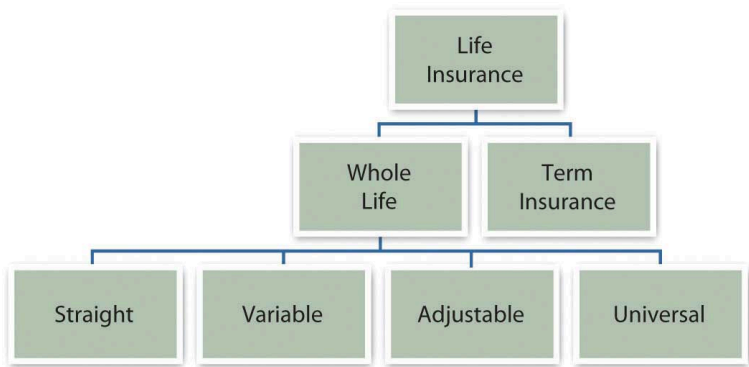 Life
Insurance
Whole
Life
Term
Insurance
Straight
Variable
Adjustable
Universal